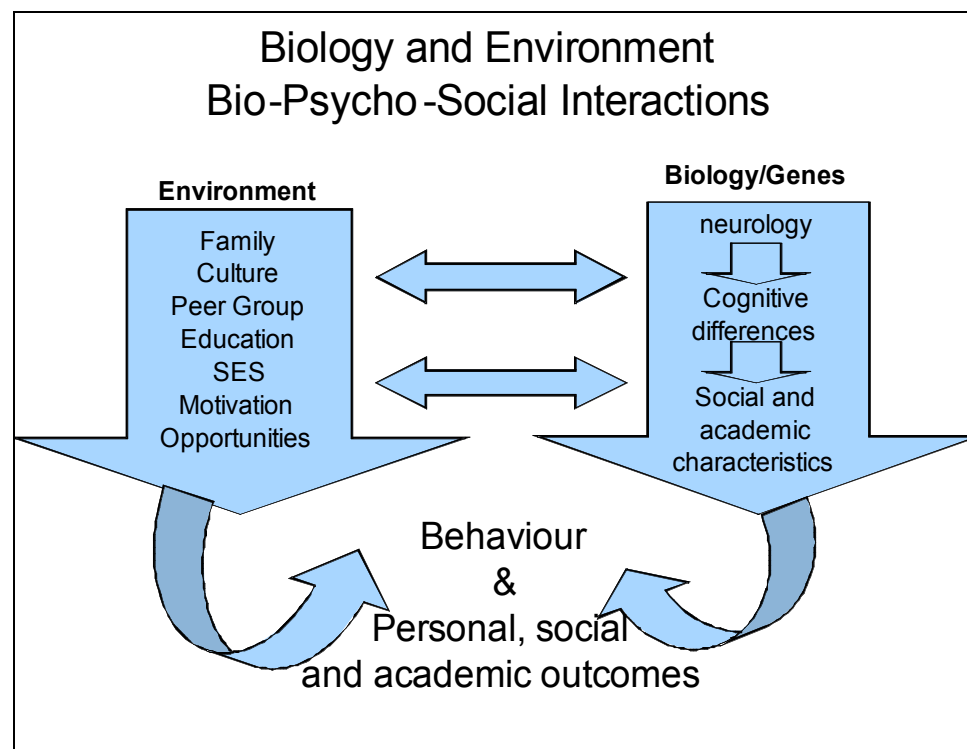 Biology and Environment
Bio-Psycho-Social Interactions
Environment
Family
Culture
Peer Group
Education
SES
Motivation
Opportunities
Biology/Genes
neurology
Cognitive
differences
Social and
academic
characteristics
Behaviour
&
Personal, social
and academic outcomes